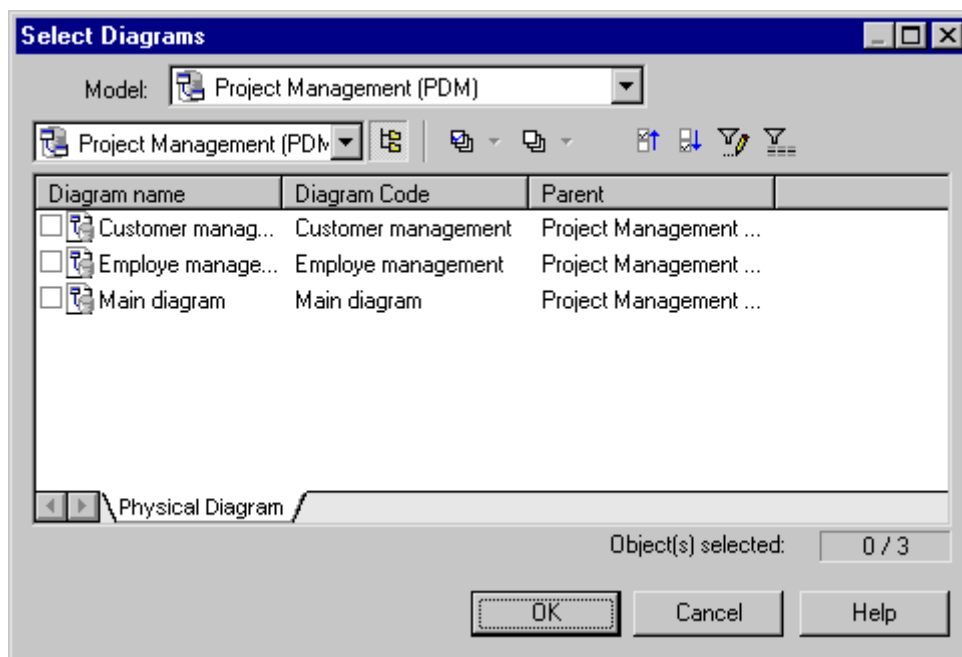 Select Diagrams
Model: Project Management (PDM)
Project Management (PDM
Diagram name Diagram Code Parent
Customer manag... Customer management Project Management ...
Employe manage... Employe management Project Management ...
Main diagram Main diagram Project Management ...
Physical Diagram
Object(s) selected: 0 / 3
OK Cancel Help